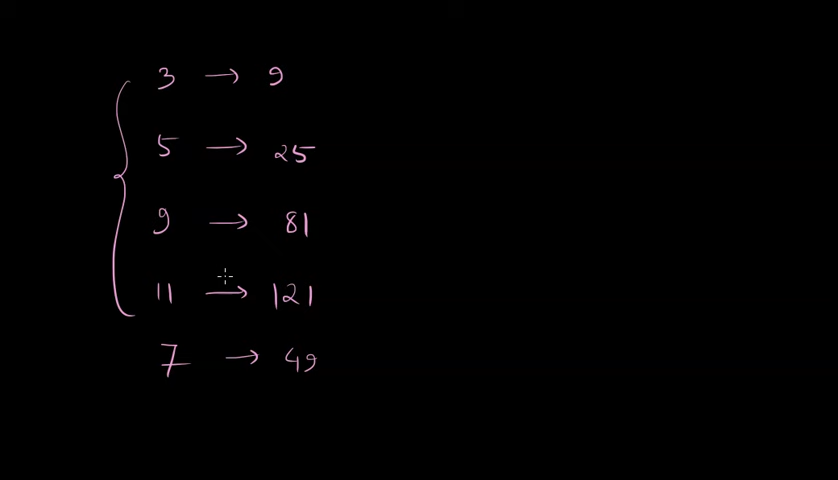 3 → 9
5 → 25
9 → 81
11 → 121
7 → 49